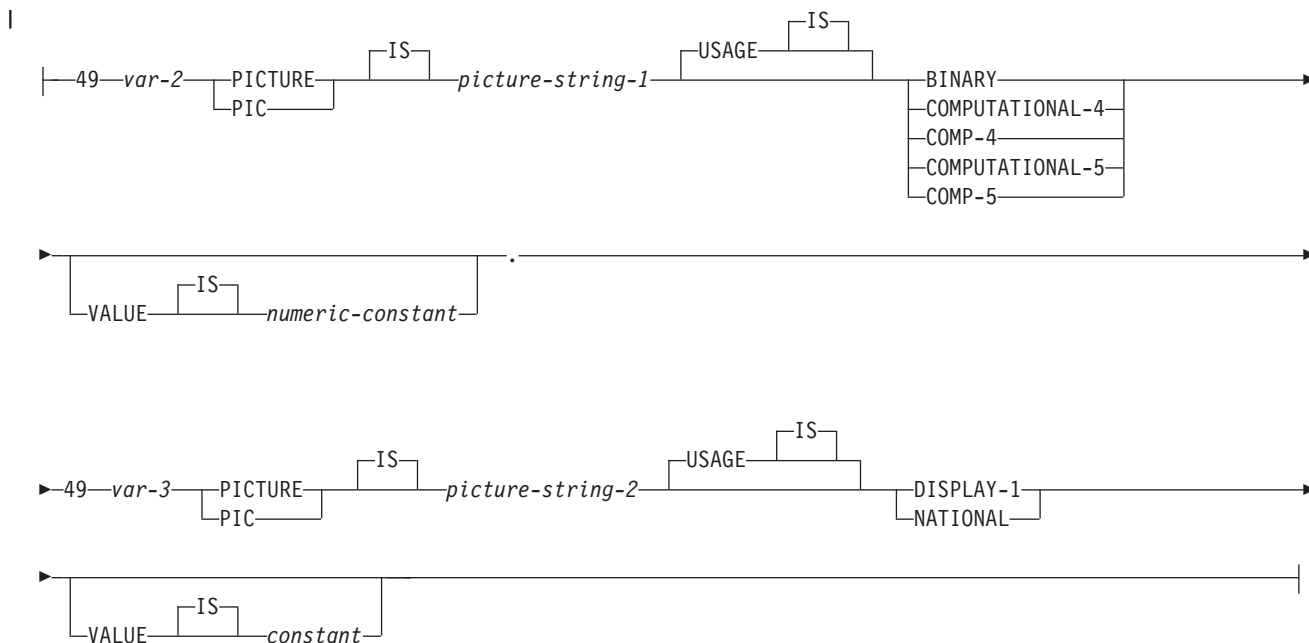 IS IS
49 var-2 PICTURE picture-string-1 USAGE BINARY
PIC COMPUTATIONAL-4
COMP-4
COMPUTATIONAL-5
COMP-5
.
IS
VALUE numeric-constant
IS IS
49 var-3 PICTURE picture-string-2 USAGE DISPLAY-1
PIC NATIONAL
IS
VALUE constant